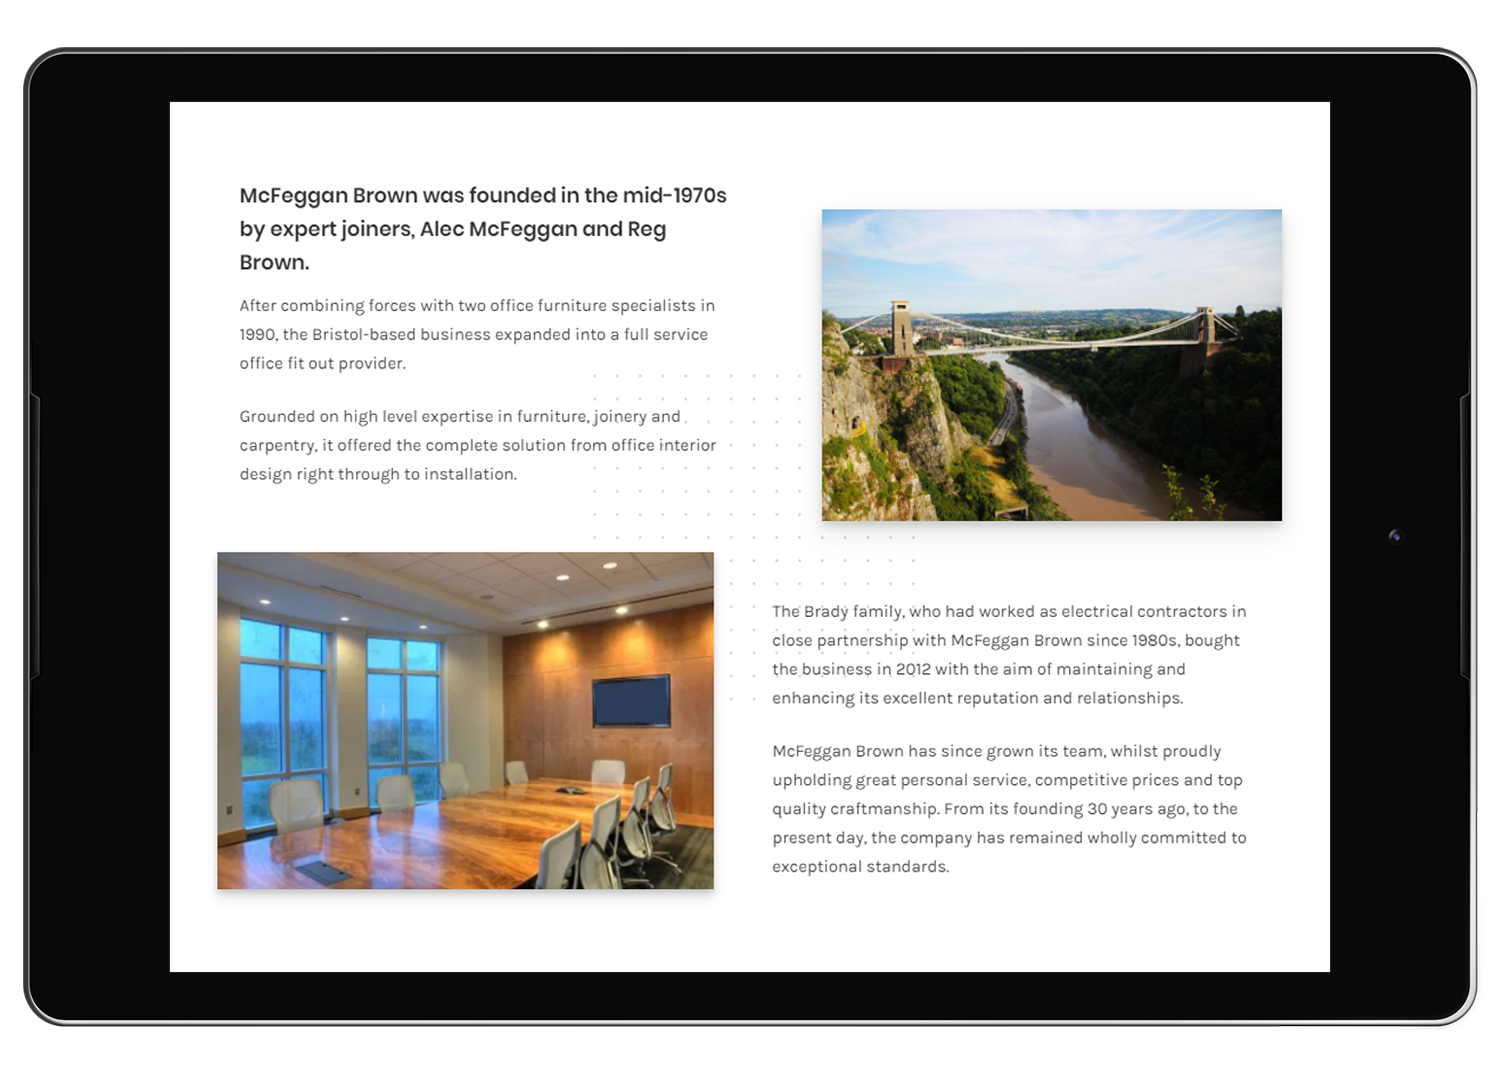 McFeggan Brown was founded in the mid-1970s
by expert joiners, Alec McFeggan and Reg
Brown.
After combining forces with two office furniture specialists in
1990, the Bristol-based business expanded into a full service
office fit out provider.
Grounded on high level expertise in furniture, joinery and
carpentry, it offered the complete solution from office interior
design right through to installation.
The Brady family, who had worked as electrical contractors in
close partnership with McFeggan Brown since 1980s, bought
the business in 2012 with the aim of maintaining and
enhancing its excellent reputation and relationships.
McFeggan Brown has since grown its team, whilst proudly
upholding great personal service, competitive prices and top
quality craftmanship. From its founding 30 years ago, to the
present day, the company has remained wholly committed to
exceptional standards.